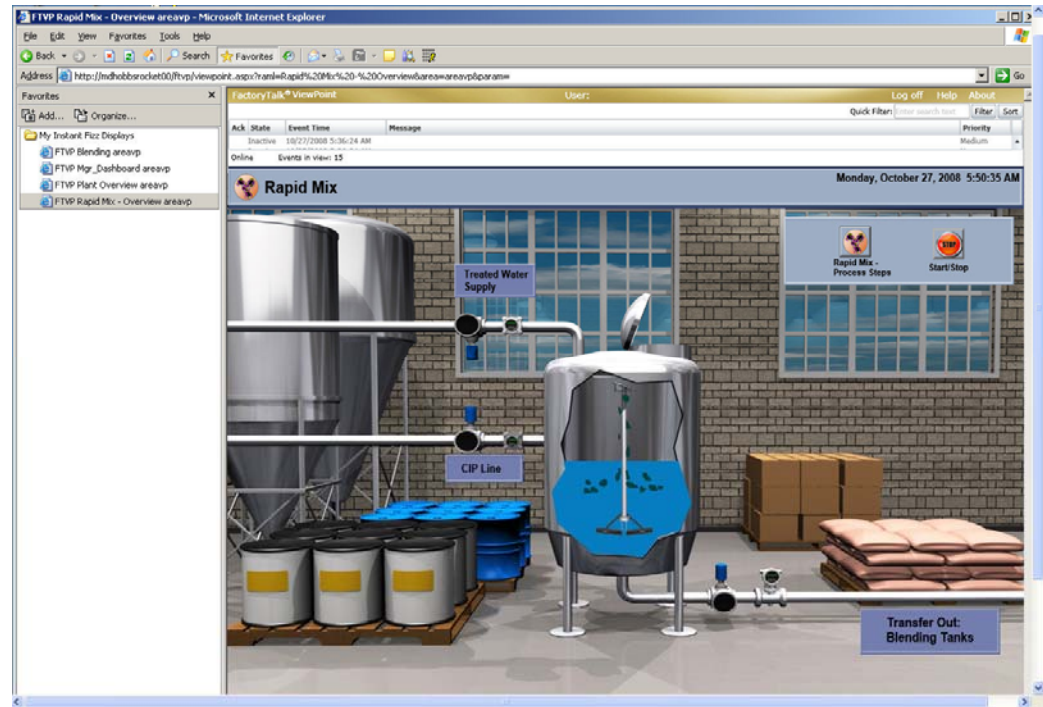 FTVP Rapid Mix - Overview areavp - Microsoft Internet Explorer
File Edit View Favorites Tools Help
Back Search Favorites
Address http://mdhobbsrocket00/ftvp/viewpoint.aspx?raml=Rapid%20Mix%20-%20Overview&area=areavp&param= Go
Favorites x
Add... Organize...
My Instant Fizz Displays
FTVP Blending areavp
FTVP Mgr_Dashboard areavp
FTVP Plant Overview areavp
FTVP Rapid Mix - Overview areavp
FactoryTalk® ViewPoint User: Log off Help About
Quick Filter: Enter search text Filter Sort
Ack State Event Time Message Priority
Inactive 10/27/2008 5:36:24 AM Medium
Online Events in view: 15
Rapid Mix Monday, October 27, 2008 5:50:35 AM
STOP
Rapid Mix -
Process Steps
Start/Stop
Treated Water
Supply
CIP Line
Transfer Out:
Blending Tanks